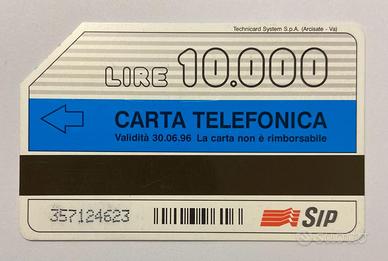 Technicard System S.p.A. (Arcisate - Va)
LIRE 10.000
CARTA TELEFONICA
Validità 30.06.96 La carta non è rimborsabile
357124623
SIP